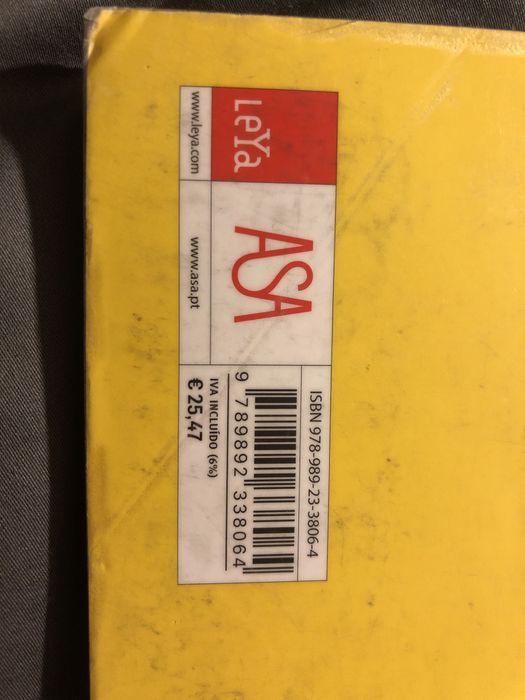 LeYa
www.leya.com
ASA
www.asa.pt
ISBN 978-989-23-3806-4
9 789892 338064
IVA INCLUÍDO (6%)
€ 25,47